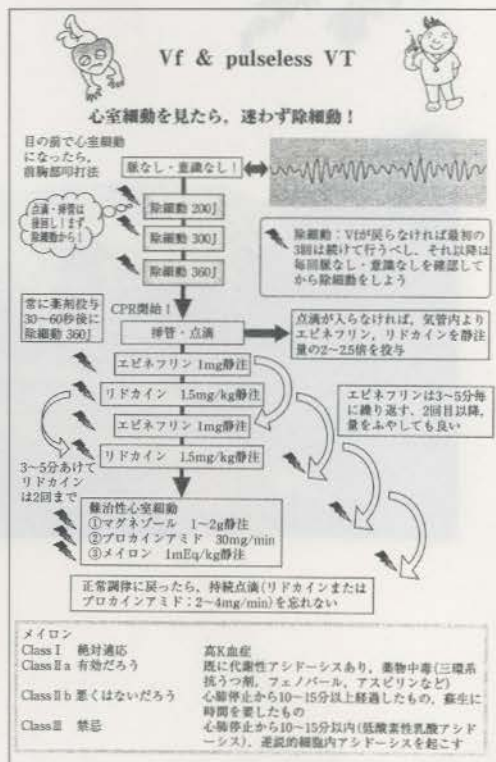 Vf & pulseless VT
心室細動を見たら，迷わず除細動！
目の前で心室細動
になったら，
前胸部叩打法
脈なし・意識なし！
点滴・挿管は
後回し！まず
除細動から！
除細動 200J
除細動 300J
除細動 360J
除細動：Vfが戻らなければ最初の
3回は続けて行うべし，それ以降は
毎回脈なし・意識なしを確認して
から除細動をしよう
常に薬剤投与
30〜60秒後に
除細動 360J
CPR開始！
挿管・点滴
点滴が入らなければ，気管内より
エピネフリン，リドカインを静注
量の2〜2.5倍を投与
エピネフリン 1mg静注
リドカイン 1.5mg/kg静注
エピネフリン 1mg静注
リドカイン 1.5mg/kg静注
エピネフリンは3〜5分毎
に繰り返す，2回目以降，
量をふやしても良い
3〜5分あけて
リドカイン
は2回まで
難治性心室細動
①マグネゾール 1〜2g静注
②プロカインアミド 30mg/min
③メイロン 1mEq/kg静注
正常調律に戻ったら，持続点滴(リドカインまたは
プロカインアミド：2〜4mg/min)を忘れない
メイロン
ClassⅠ 絶対適応 高K血症
ClassⅡa 有効だろう 既に代謝性アシドーシスあり，薬物中毒(三環系
抗うつ剤，フェノバール，アスピリンなど)
ClassⅡb 悪くはないだろう 心肺停止から10〜15分以上経過したもの，蘇生に
時間を要したもの
ClassⅢ 禁忌 心肺停止から10〜15分以内(低酸素性乳酸アシド
ーシス)，逆説的細胞内アシドーシスを起こす